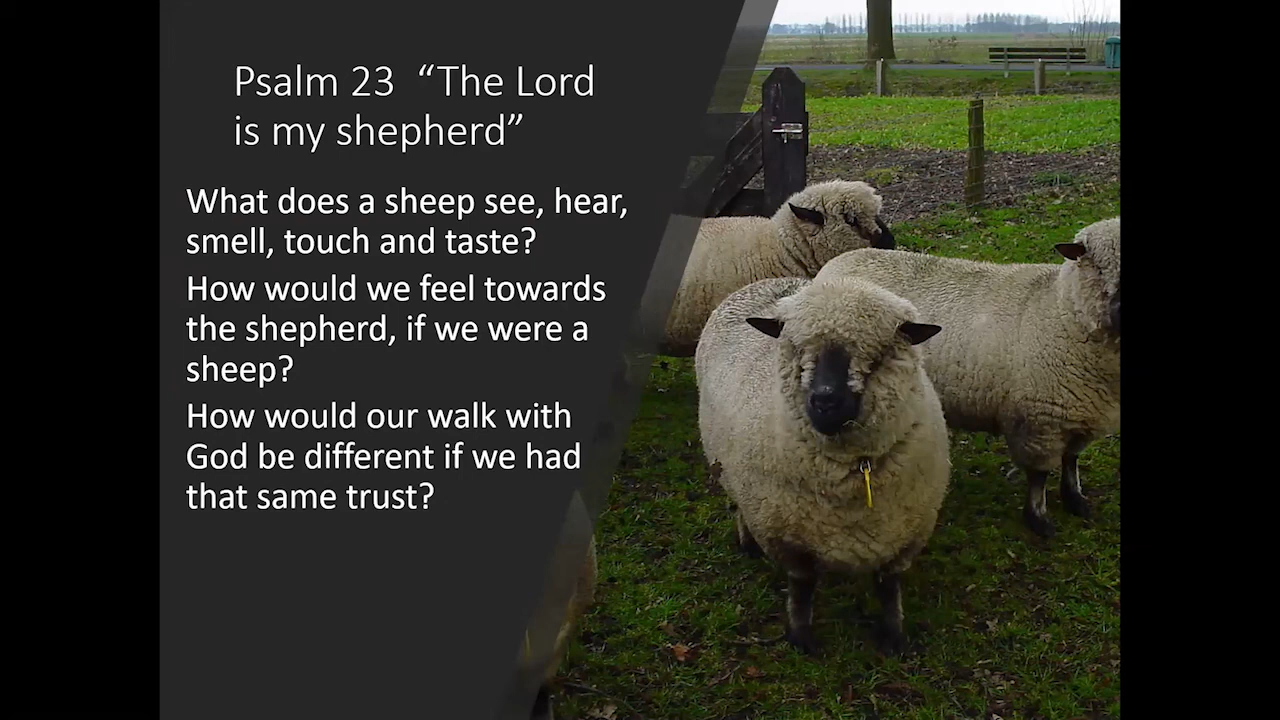 Psalm 23  “The Lord
is my shepherd”
What does a sheep see, hear,
smell, touch and taste?
How would we feel towards
the shepherd, if we were a
sheep?
How would our walk with
God be different if we had
that same trust?